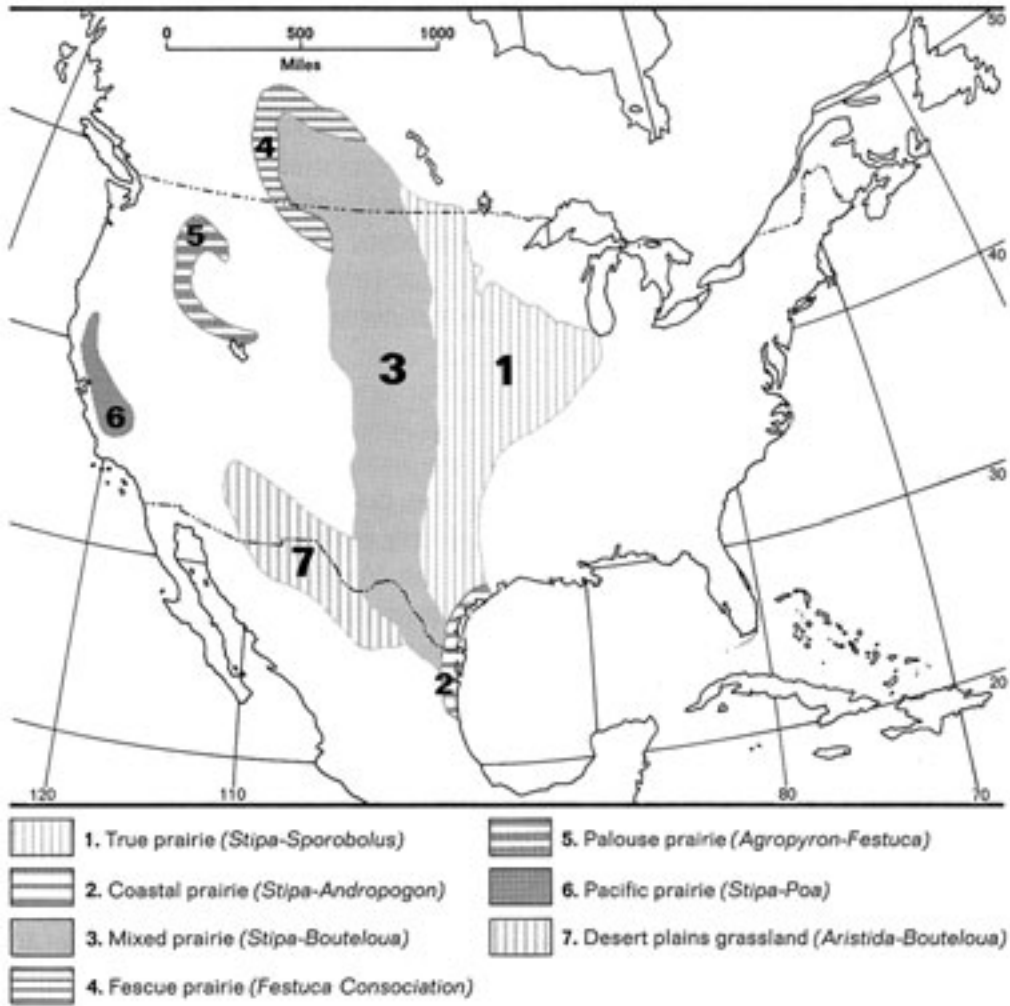 0 500 1000
Miles
50
4
5
40
3
1
6
30
7
2
20
120 110 80 70
1. True prairie (Stipa-Sporobolus)
2. Coastal prairie (Stipa-Andropogon)
3. Mixed prairie (Stipa-Bouteloua)
4. Fescue prairie (Festuca Consociation)
5. Palouse prairie (Agropyron-Festuca)
6. Pacific prairie (Stipa-Poa)
7. Desert plains grassland (Aristida-Bouteloua)